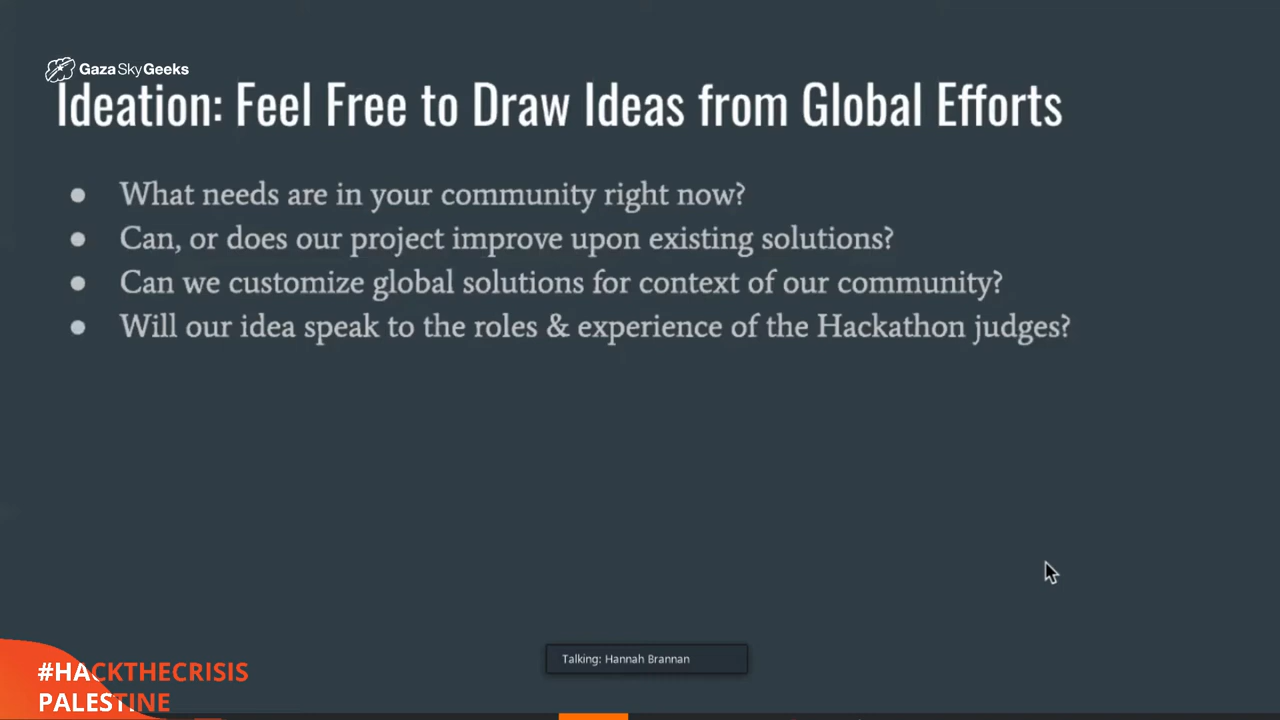 Gaza Sky Geeks
Ideation: Feel Free to Draw Ideas from Global Efforts
● What needs are in your community right now?
● Can, or does our project improve upon existing solutions?
● Can we customize global solutions for context of our community?
● Will our idea speak to the roles & experience of the Hackathon judges?
Talking: Hannah Brannan
#HACKTHECRISIS
PALESTINE